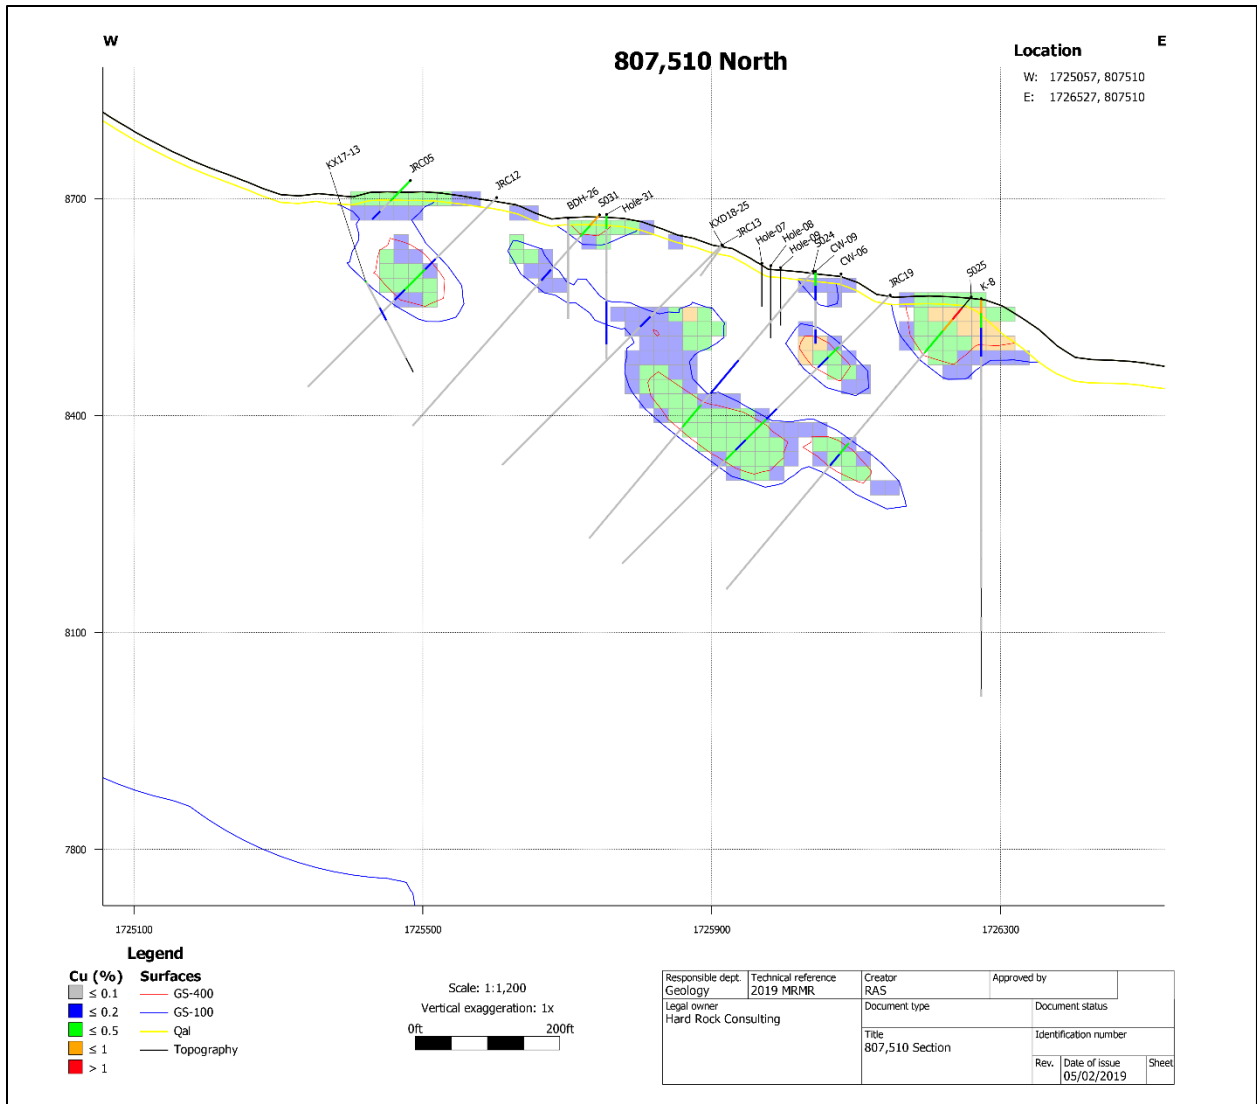 W
E
807,510 North
Location
W: 1725057, 807510
E: 1726527, 807510
KX17-13
JRC05
JRC12
BDH-26
S031
Hole-31
KXD18-25
JRC13
Hole-07
Hole-08
Hole-09
S024
CW-09
CW-06
JRC19
S025
K-8
8700
8400
8100
7800
1725100
1725500
1725900
1726300
Legend
Cu (%)
≤ 0.1
≤ 0.2
≤ 0.5
≤ 1
> 1
Surfaces
GS-400
GS-100
Qal
Topography
Scale: 1:1,200
Vertical exaggeration: 1x
0ft 200ft
Responsible dept.
Geology
Technical reference
2019 MRMR
Creator
RAS
Approved by
Legal owner
Hard Rock Consulting
Document type
Document status
Title
807,510 Section
Identification number
Rev.
Date of issue
05/02/2019
Sheet